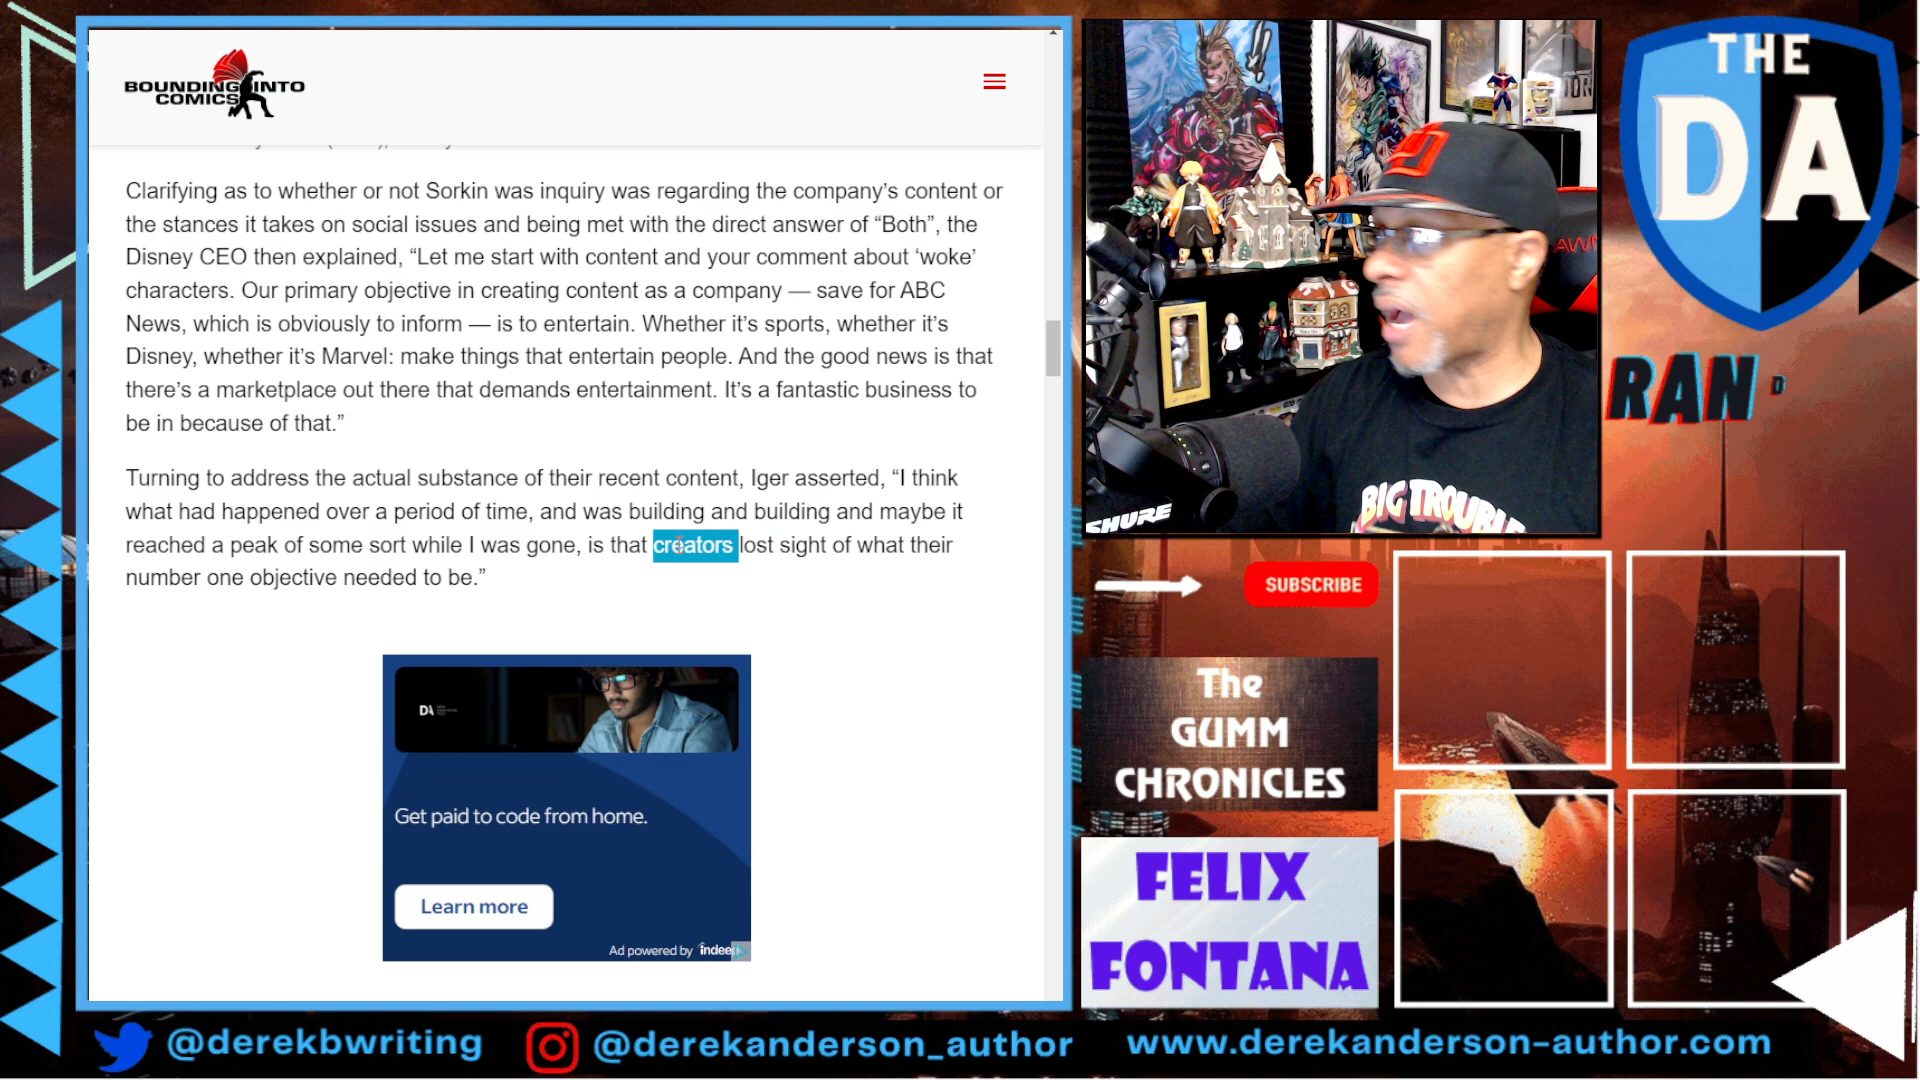 BOUNDING INTO
COMICS
Clarifying as to whether or not Sorkin was inquiry was regarding the company’s content or
the stances it takes on social issues and being met with the direct answer of “Both”, the
Disney CEO then explained, “Let me start with content and your comment about ‘woke’
characters. Our primary objective in creating content as a company — save for ABC
News, which is obviously to inform — is to entertain. Whether it’s sports, whether it’s
Disney, whether it’s Marvel: make things that entertain people. And the good news is that
there’s a marketplace out there that demands entertainment. It’s a fantastic business to
be in because of that.”
Turning to address the actual substance of their recent content, Iger asserted, “I think
what had happened over a period of time, and was building and building and maybe it
reached a peak of some sort while I was gone, is that creators lost sight of what their
number one objective needed to be.”
DA
Get paid to code from home.
Learn more
Ad powered by indeed
SHURE
BIG TROUBLE
THE
DA
RAN D
SUBSCRIBE
The
GUMM
CHRONICLES
FELIX
FONTANA
@derekbwriting
@derekanderson_author
www.derekanderson-author.com